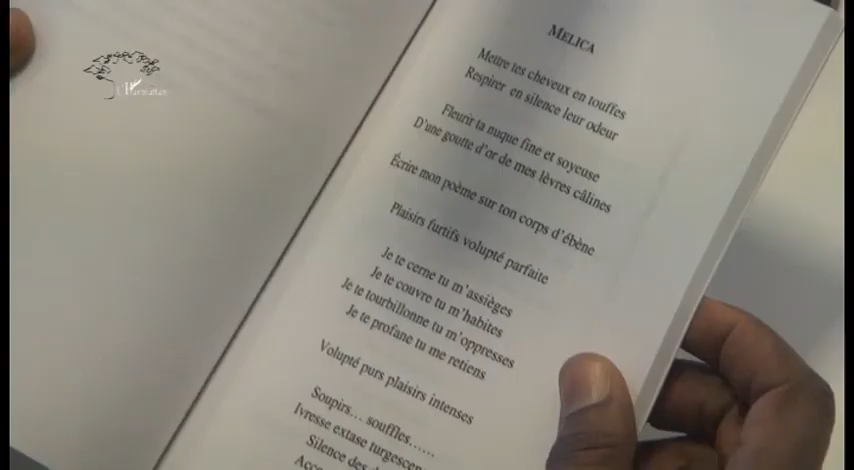 L'Harmattan
MELICA
Mettre tes cheveux en touffes
Respirer en silence leur odeur
Fleurir ta nuque fine et soyeuse
D'une goutte d'or de mes lèvres câlines
Écrire mon poème sur ton corps d'ébène
Plaisirs furtifs volupté parfaite
Je te cerne tu m'assièges
Je te couvre tu m'habites
Je te tourbillonne tu m'oppresses
Je te profane tu me retiens
Volupté purs plaisirs intenses
Soupirs... souffles......
Ivresse extase
Silence des